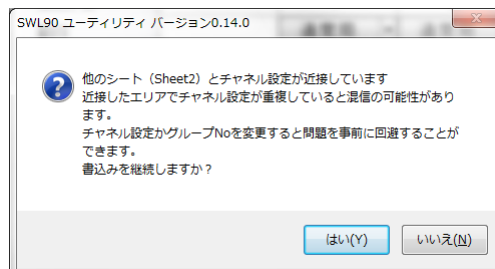 SWL90 ユーティリティ バージョン0.14.0
他のシート（Sheet2）とチャネル設定が近接しています
近接したエリアでチャネル設定が重複していると混信の可能性があり
ます。
チャネル設定かグループNoを変更すると問題を事前に回避することが
できます。
書込みを継続しますか？
はい(Y)
いいえ(N)